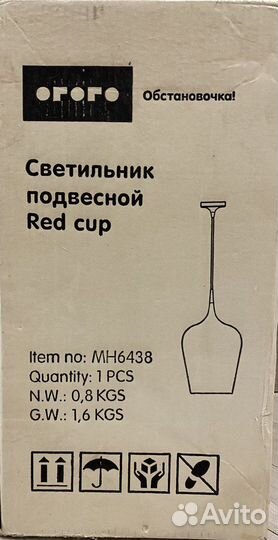 огого Обстановочка!
Светильник
подвесной
Red cup
Item no: MH6438
Quantity: 1 PCS
N.W.: 0,8 KGS
G.W.: 1,6 KGS
Avito